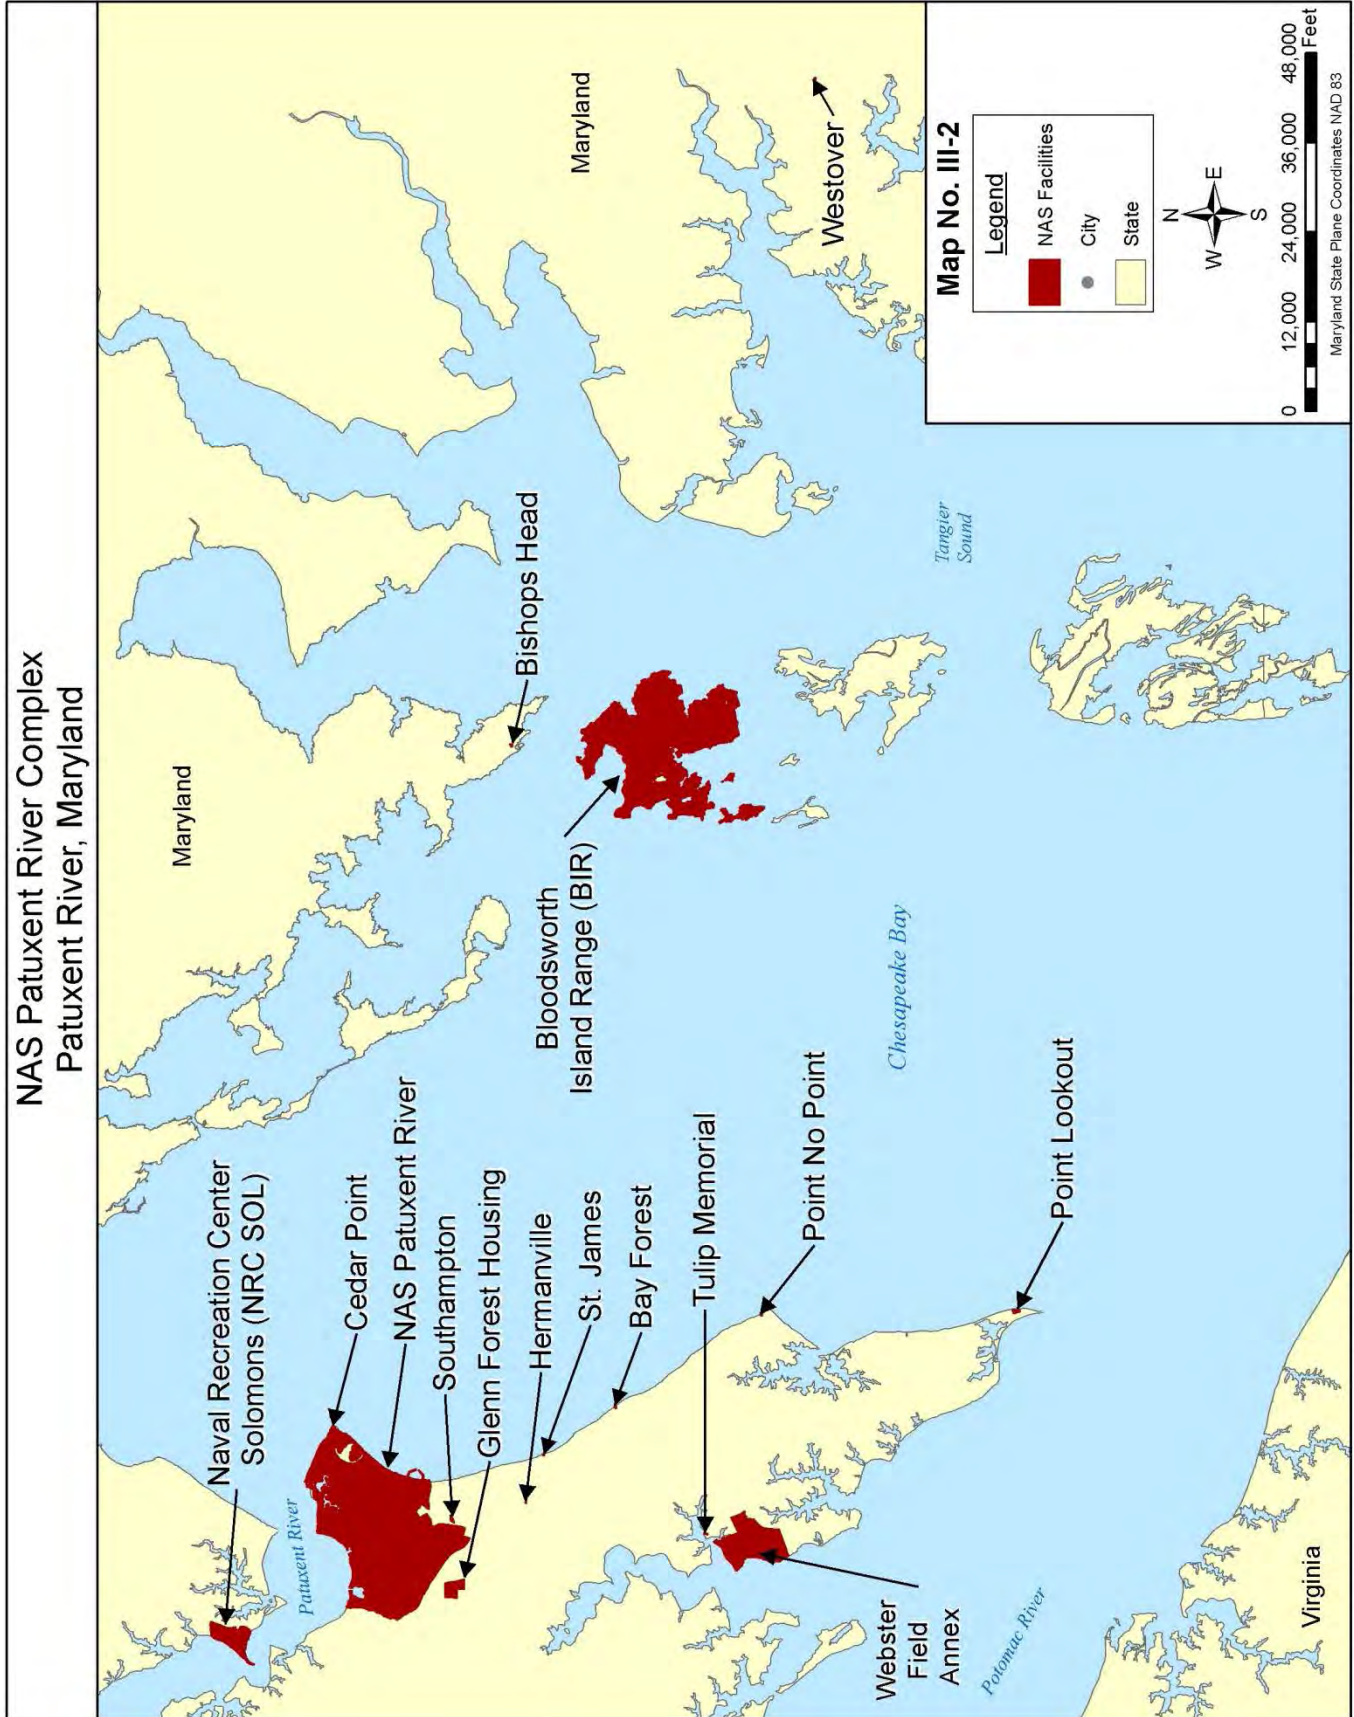 NAS Patuxent River Complex
Patuxent River, Maryland
Naval Recreation Center
Solomons (NRC SOL)
Maryland
Maryland
Patuxent River
Cedar Point
NAS Patuxent River
Southampton
Glenn Forest Housing
Hermanville
St. James
Bay Forest
Bishops Head
Bloodsworth
Island Range (BIR)
Tulip Memorial
Point No Point
Westover
Webster
Field
Annex
Chesapeake Bay
Tangier
Sound
Potomac River
Point Lookout
Virginia
Map No. III-2
Legend
NAS Facilities
City
State
N
W
E
S
0 12,000 24,000 36,000 48,000
Feet
Maryland State Plane Coordinates NAD 83